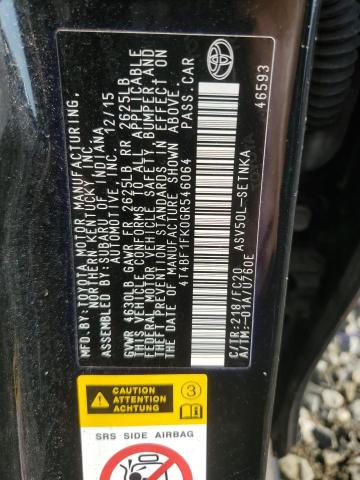 MFD.BY:TOYOTA MOTOR MANUFACTURING,
NORTHERN KENTUCKY, INC.
ASSEMBLED BY: SUBARU OF INDIANA
AUTOMOTIVE, INC. 12/15
GVWR 4630LB GAWR FR 2625LB RR 2625LB
THIS VEHICLE CONFORMS TO ALL APPLICABLE
FEDERAL MOTOR VEHICLE SAFETY, BUMPER, AND
THEFT PREVENTION STANDARDS IN EFFECT ON
THE DATE OF MANUFACTURE SHOWN ABOVE.
4T4BF1FK0GR546064 PASS.CAR
C/TR:218/FC20 ASV50L-SETNKA
A/TM:-01A/U760E
46593
CAUTION
ATTENTION
ACHTUNG
3
SRS SIDE AIRBAG